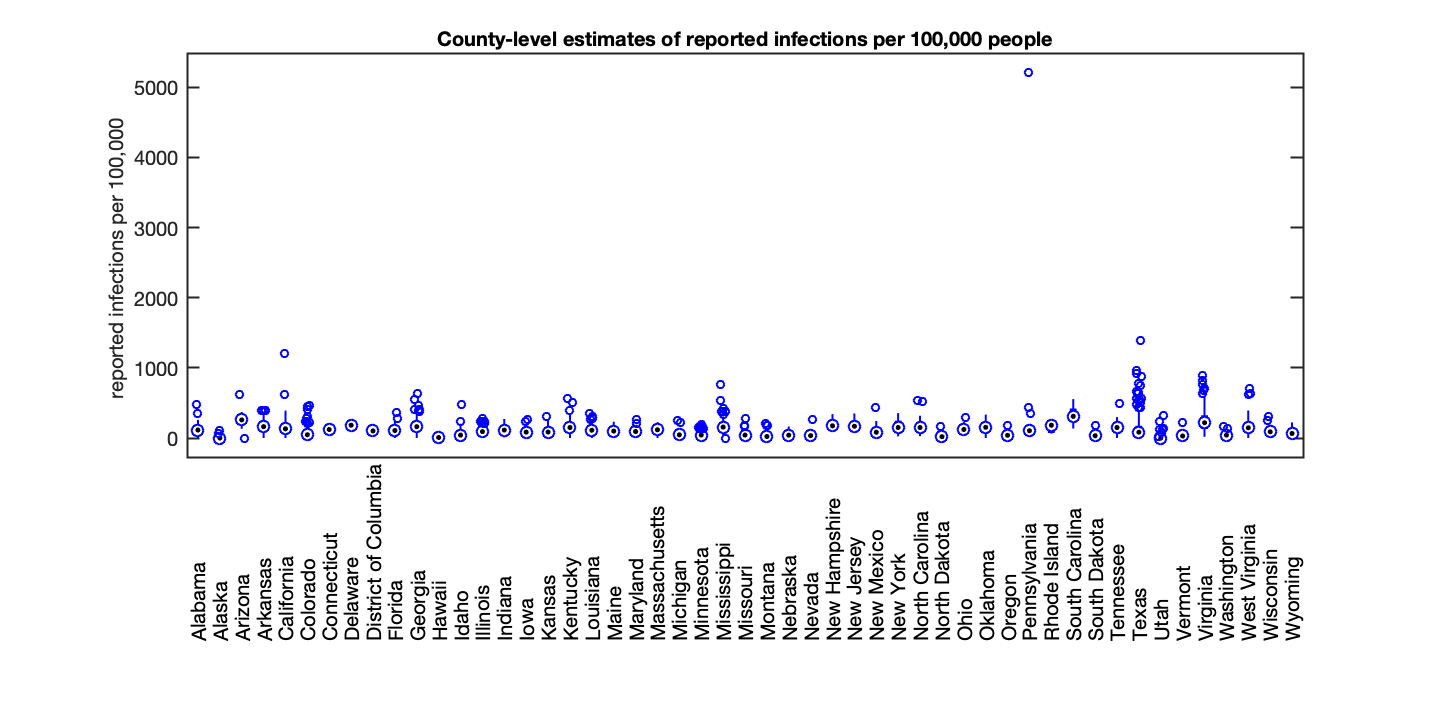 County-level estimates of reported infections per 100,000 people
reported infections per 100,000
5000
4000
3000
2000
1000
0
Alabama
Alaska
Arizona
Arkansas
California
Colorado
Connecticut
Delaware
District of Columbia
Florida
Georgia
Hawaii
Idaho
Illinois
Indiana
Iowa
Kansas
Kentucky
Louisiana
Maine
Maryland
Massachusetts
Michigan
Minnesota
Mississippi
Missouri
Montana
Nebraska
Nevada
New Hampshire
New Jersey
New Mexico
New York
North Carolina
North Dakota
Ohio
Oklahoma
Oregon
Pennsylvania
Rhode Island
South Carolina
South Dakota
Tennessee
Texas
Utah
Vermont
Virginia
Washington
West Virginia
Wisconsin
Wyoming